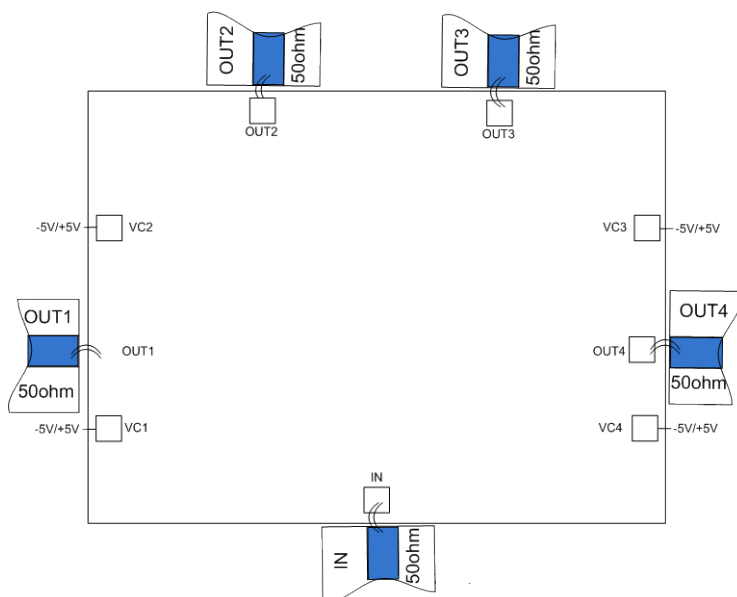 OUT2
50ohm
OUT3
50ohm
OUT2
OUT3
-5V/+5V
VC2
VC3
-5V/+5V
OUT1
50ohm
OUT1
OUT4
OUT4
50ohm
-5V/+5V
VC1
VC4
-5V/+5V
IN
IN
50ohm